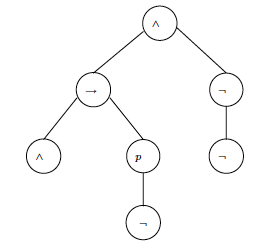 ∧
→ ¬
∧ p ¬
¬